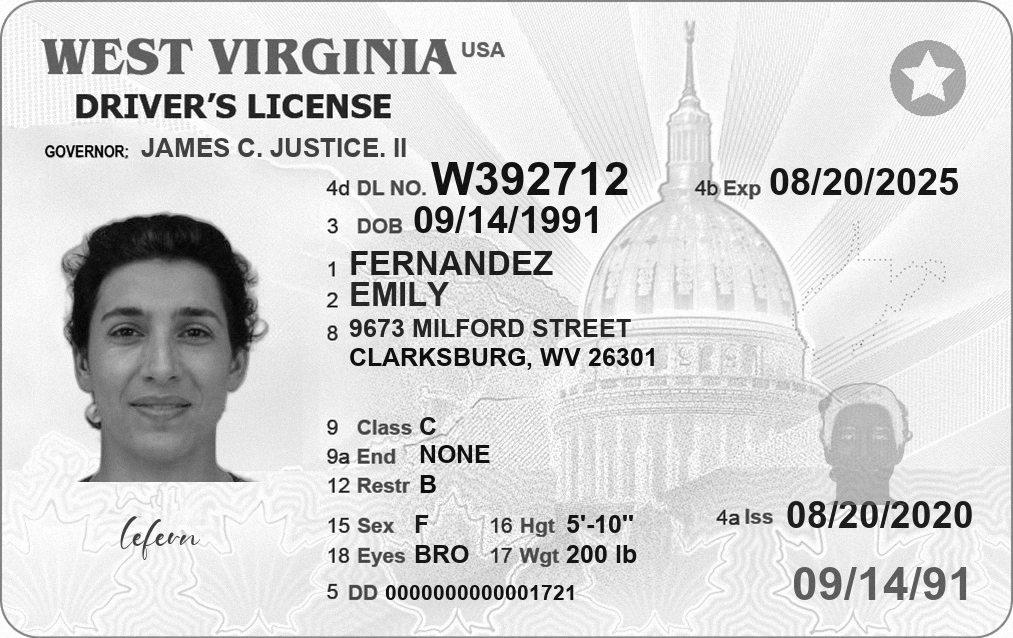 WEST VIRGINIA USA
DRIVER'S LICENSE
GOVERNOR: JAMES C. JUSTICE. II
4d DL NO. W392712 4b Exp 08/20/2025
3 DOB 09/14/1991
1 FERNANDEZ
2 EMILY
8 9673 MILFORD STREET
CLARKSBURG, WV 26301
9 Class C
9a End NONE
12 Restr B
15 Sex F 16 Hgt 5'-10"
4a Iss 08/20/2020
lefern
18 Eyes BRO 17 Wgt 200 lb
5 DD 0000000000001721
09/14/91